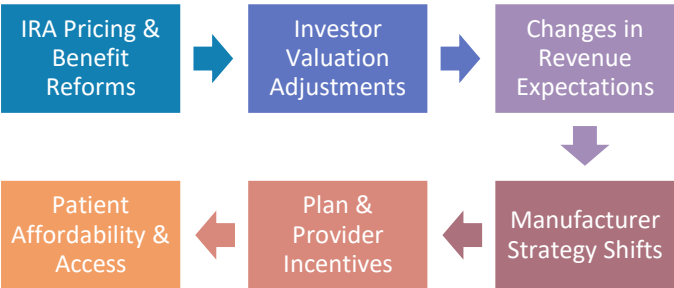 IRA Pricing &
Benefit
Reforms
Investor
Valuation
Adjustments
Changes in
Revenue
Expectations
Patient
Affordability &
Access
Plan &
Provider
Incentives
Manufacturer
Strategy Shifts